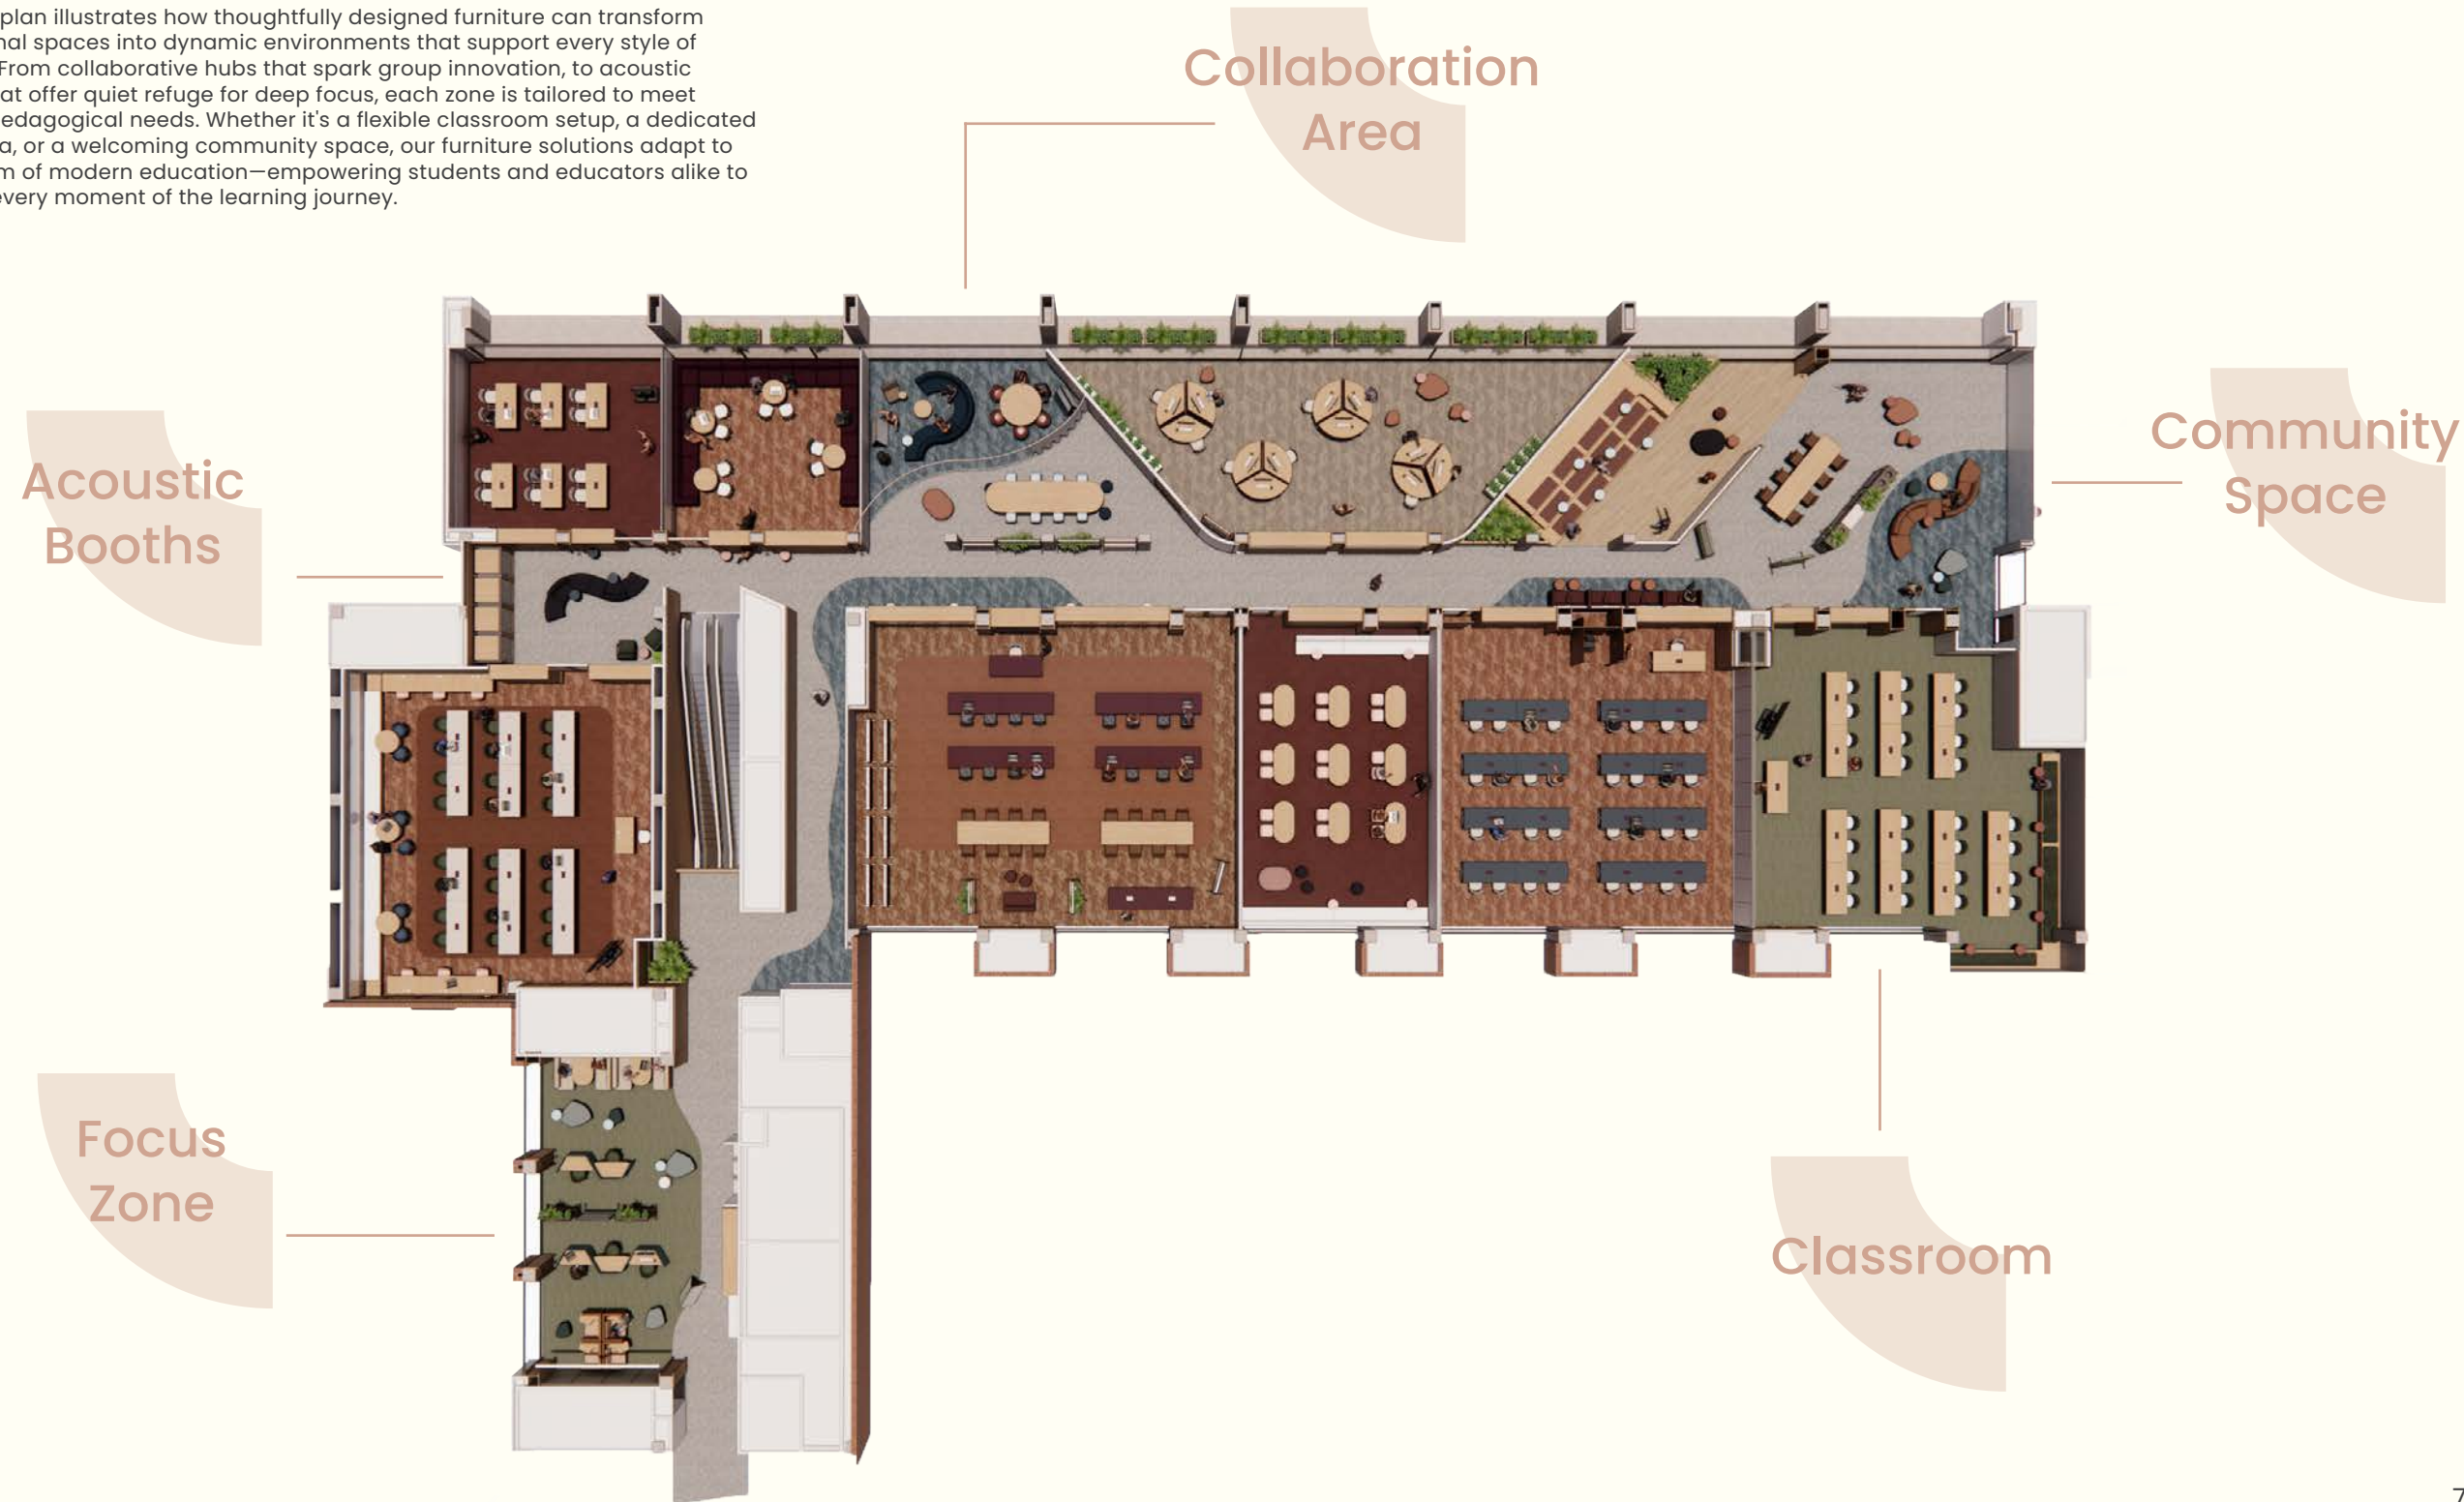 plan illustrates how thoughtfully designed furniture can transform
nal spaces into dynamic environments that support every style of
From collaborative hubs that spark group innovation, to acoustic
at offer quiet refuge for deep focus, each zone is tailored to meet
edagogical needs. Whether it's a flexible classroom setup, a dedicated
a, or a welcoming community space, our furniture solutions adapt to
m of modern education—empowering students and educators alike to
every moment of the learning journey.
Collaboration
Area
Acoustic
Booths
Community
Space
Focus
Zone
Classroom
7